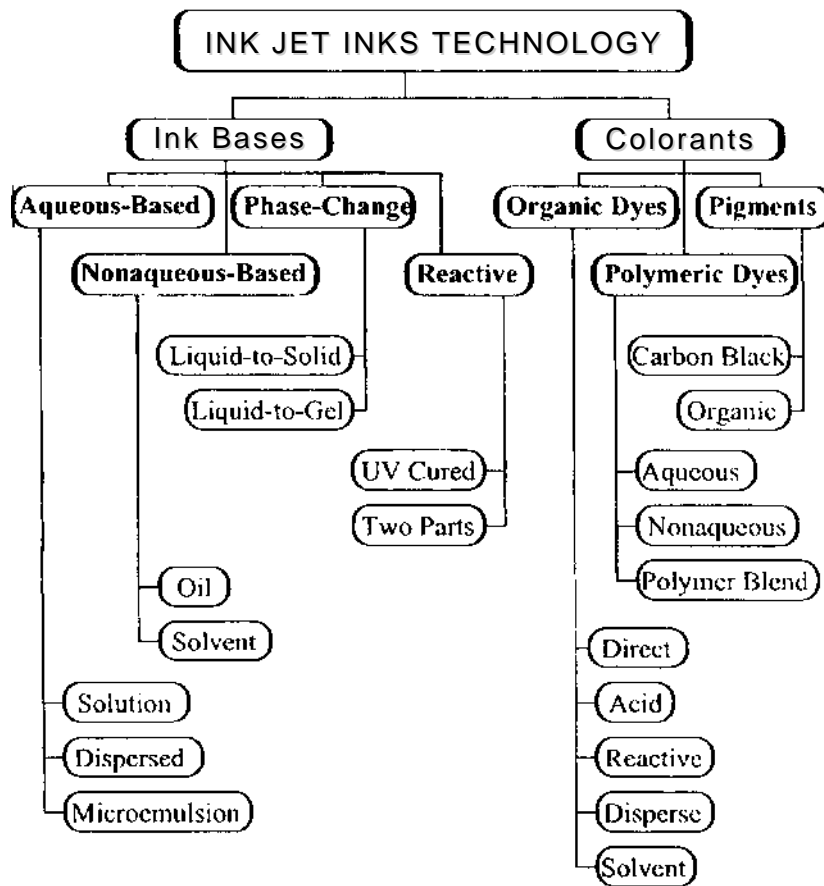 INK JET INKS TECHNOLOGY
Ink Bases
Colorants
Aqueous-Based
Phase-Change
Organic Dyes
Pigments
Nonaqueous-Based
Reactive
Polymeric Dyes
Liquid-to-Solid
Carbon Black
Liquid-to-Gel
Organic
UV Cured
Aqueous
Two Parts
Nonaqueous
Oil
Polymer Blend
Solvent
Direct
Solution
Acid
Dispersed
Reactive
Microemulsion
Disperse
Solvent